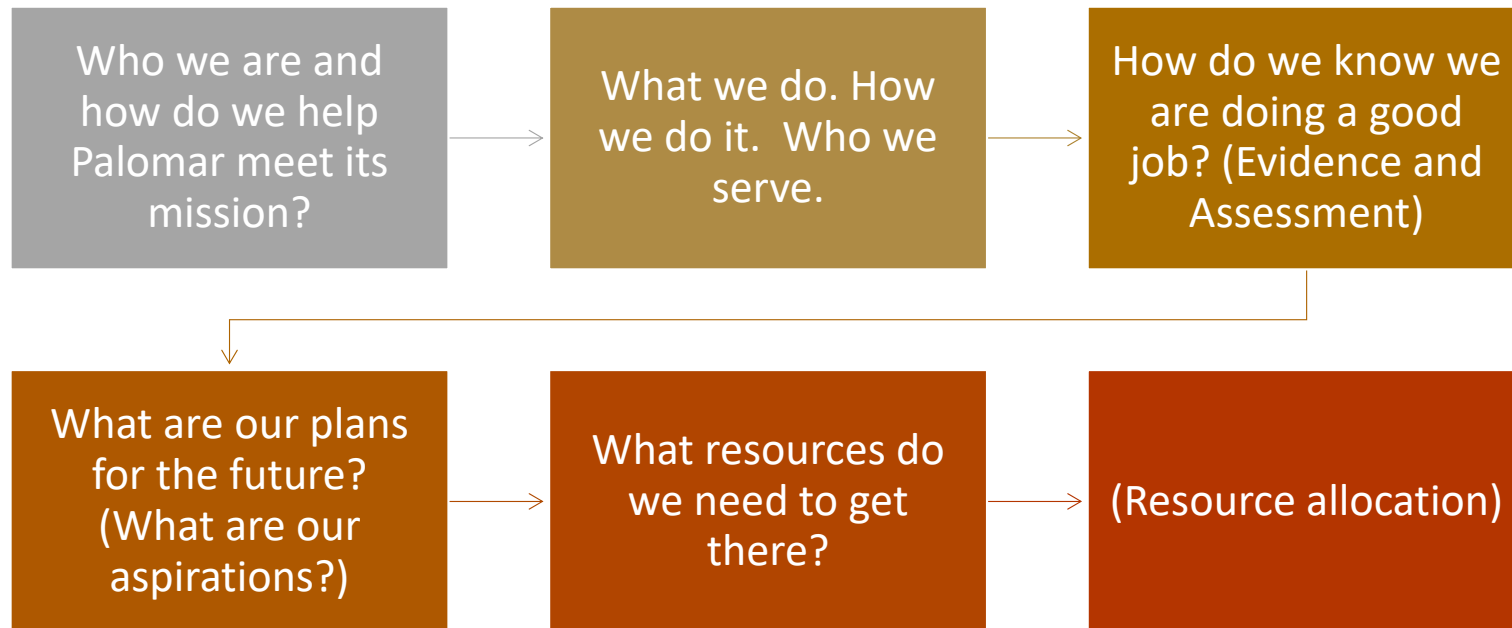 Who we are and
how do we help
Palomar meet its
mission?
What we do. How
we do it.  Who we
serve.
How do we know we
are doing a good
job? (Evidence and
Assessment)
What are our plans
for the future?
(What are our
aspirations?)
What resources do
we need to get
there?
(Resource allocation)